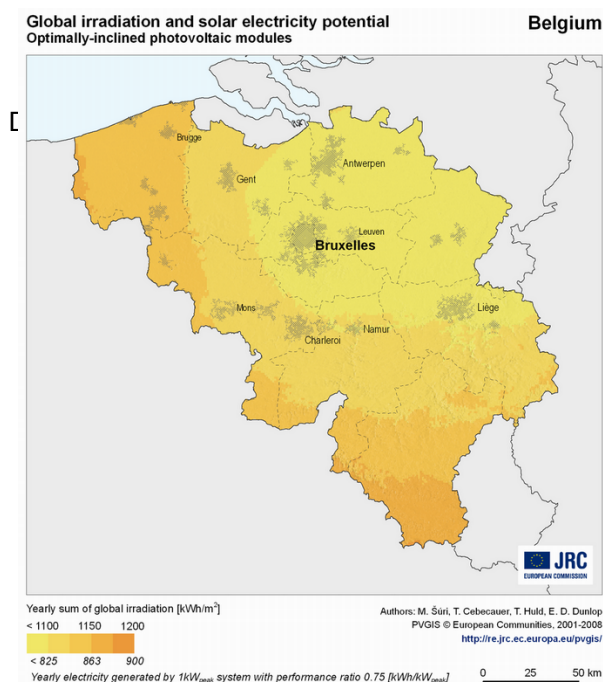 Global irradiation and solar electricity potential
Optimally-inclined photovoltaic modules
Belgium
Brugge
Gent
Antwerpen
Leuven
Bruxelles
Mons
Charleroi
Namur
Liège
JRC
EUROPEAN COMMISSION
Yearly sum of global irradiation [kWh/m²]
< 1100 1150 1200
< 825 863 900
Yearly electricity generated by 1kWpeak system with performance ratio 0.75 [kWh/kWpeak]
Authors: M. Šúri, T. Cebecauer, T. Huld, E. D. Dunlop
PVGIS © European Communities, 2001-2008
http://re.jrc.ec.europa.eu/pvgis/
0 25 50 km